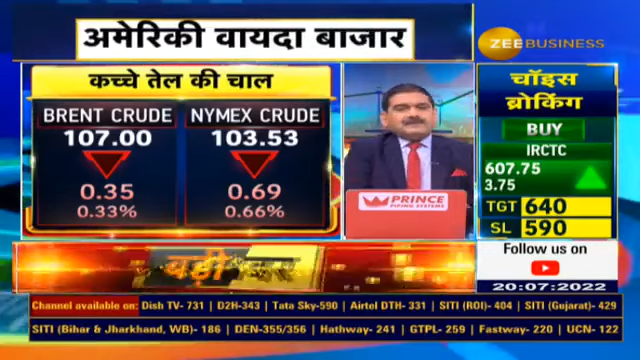 अमेरिकी वायदा बाजार
ZEEBUSINESS
कच्चे तेल की चाल
BRENT CRUDE
107.00
0.35
0.33%
NYMEX CRUDE
103.53
0.69
0.66%
PRINCE
PIPING SYSTEMS
चॉइस
ब्रोकिंग
BUY
IRCTC
607.75
3.75
TGT 640
SL 590
Follow us on
20:07:2022
बड़ी
Channel available on: Dish TV- 731 | D2H-343 | Tata Sky-590 | Airtel DTH- 331 | SITI (ROI)- 404 | SITI (Gujarat)- 429
SITI (Bihar & Jharkhand, WB)- 186 | DEN-355/356 | Hathway- 241 | GTPL- 259 | Fastway- 220 | UCN- 122